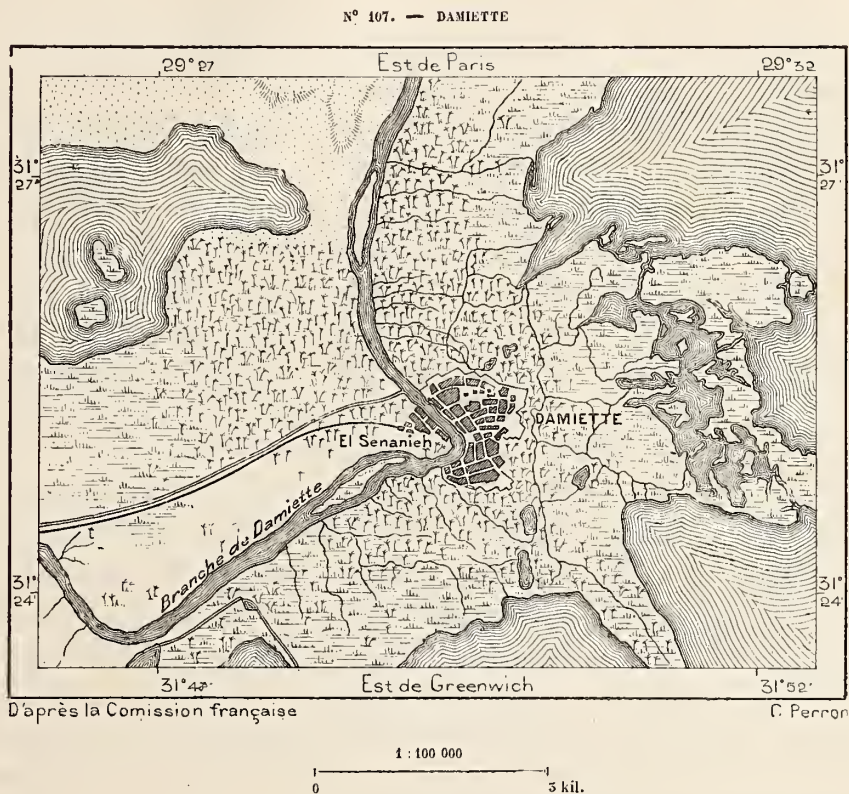 N° 107. — DAMIETTE
29° 27 Est de Paris 29° 32
31° 27' 31° 27'
DAMIETTE
El Senanieh
Branche de Damiette
31° 24' 31° 24'
31° 47' Est de Greenwich 31° 52'
D'après la Comission française C. Perron
1 : 100 000
0 3 kil.